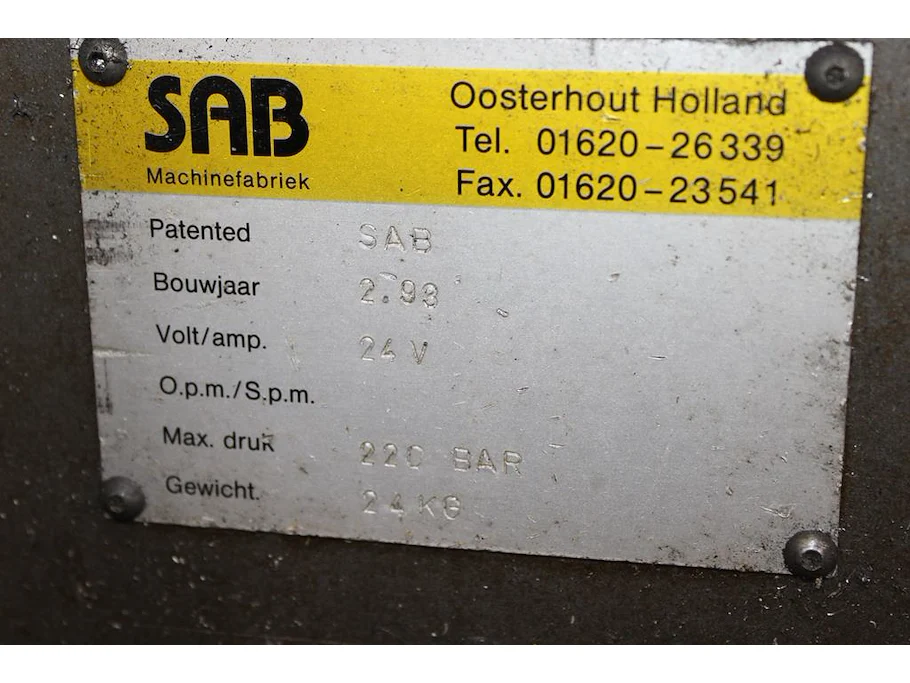 SAB
Machinefabriek
Oosterhout Holland
Tel. 01620-26339
Fax. 01620-23541
Patented SAB
Bouwjaar 2.93
Volt/amp. 24 V
O.p.m./S.p.m.
Max. druk 220 BAR
Gewicht. 24 KG